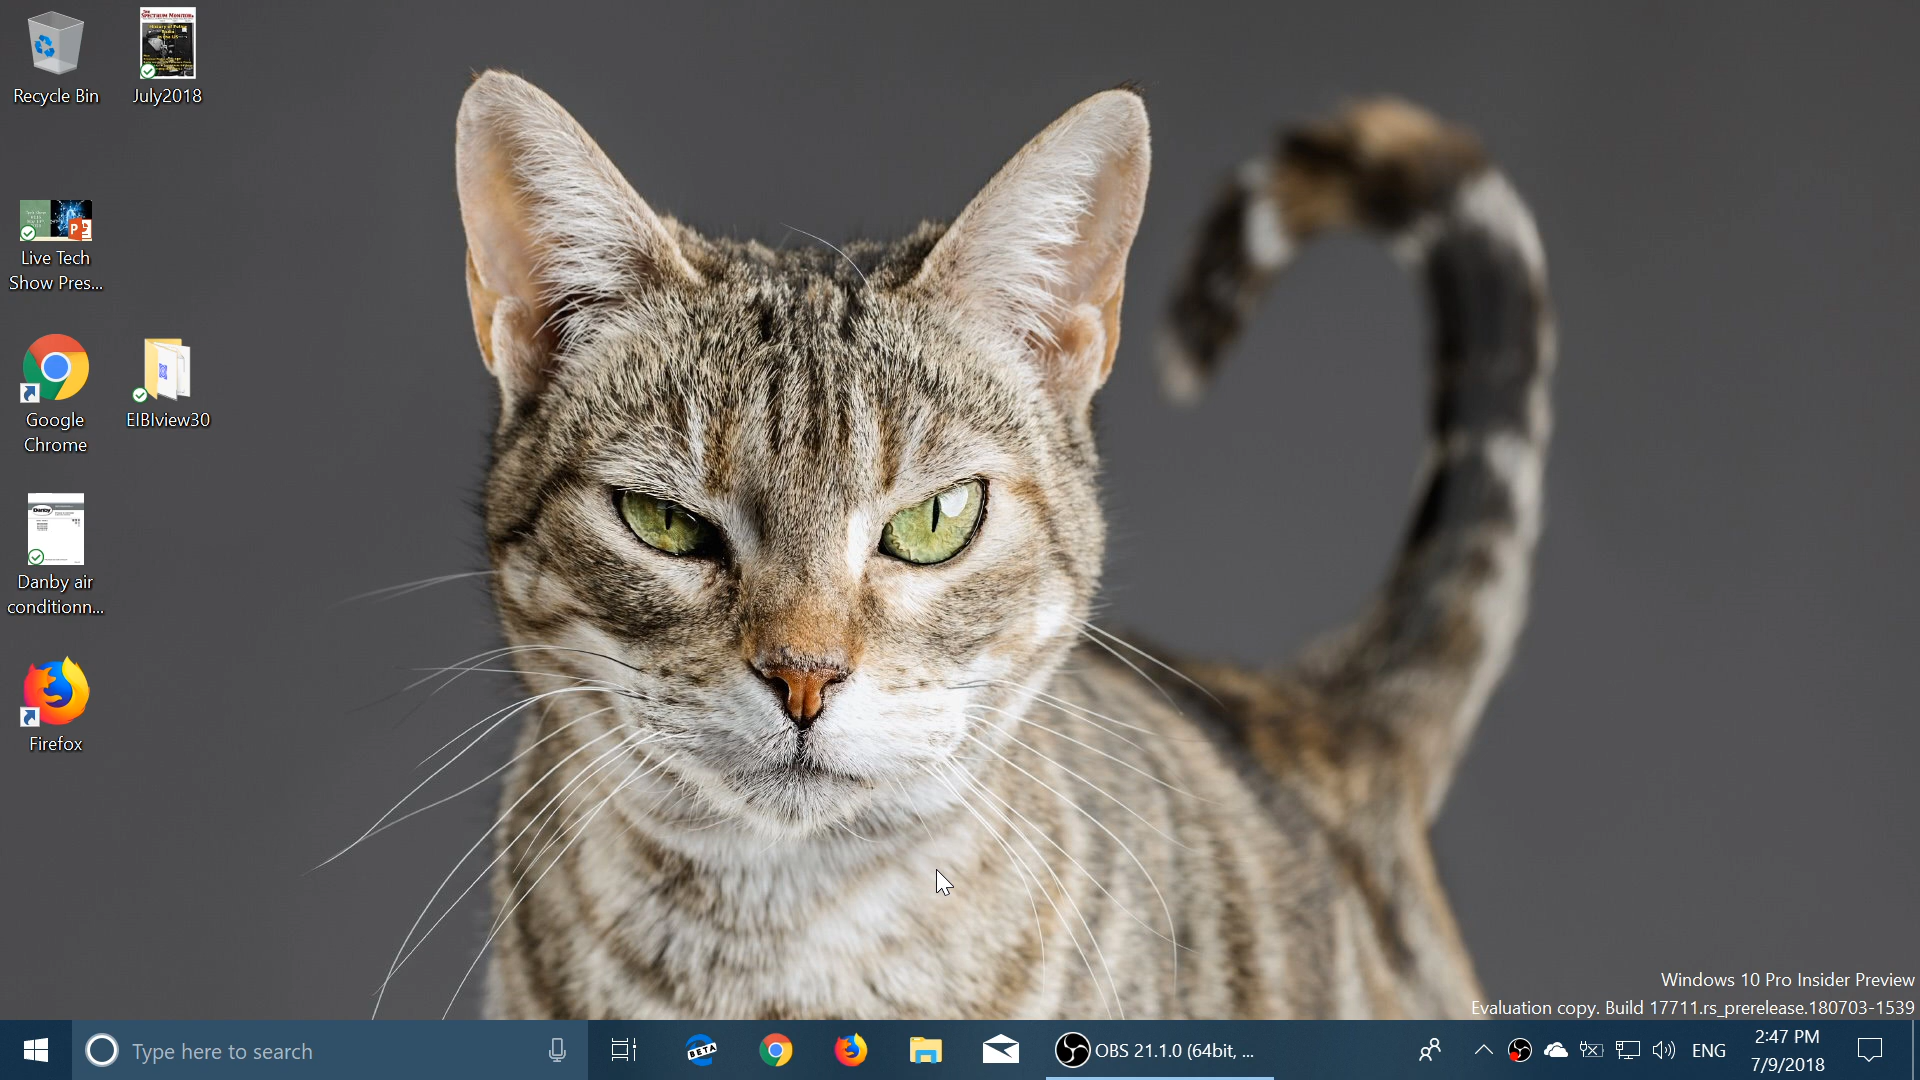 Recycle Bin
July2018
Live Tech
Show Pres...
Google
Chrome
EIBIview30
Danby
Danby air
conditionn...
Firefox
Windows 10 Pro Insider Preview
Evaluation copy. Build 17711.rs_prerelease.180703-1539
Type here to search
BETA
OBS 21.1.0 (64bit, ...
ENG
2:47 PM
7/9/2018